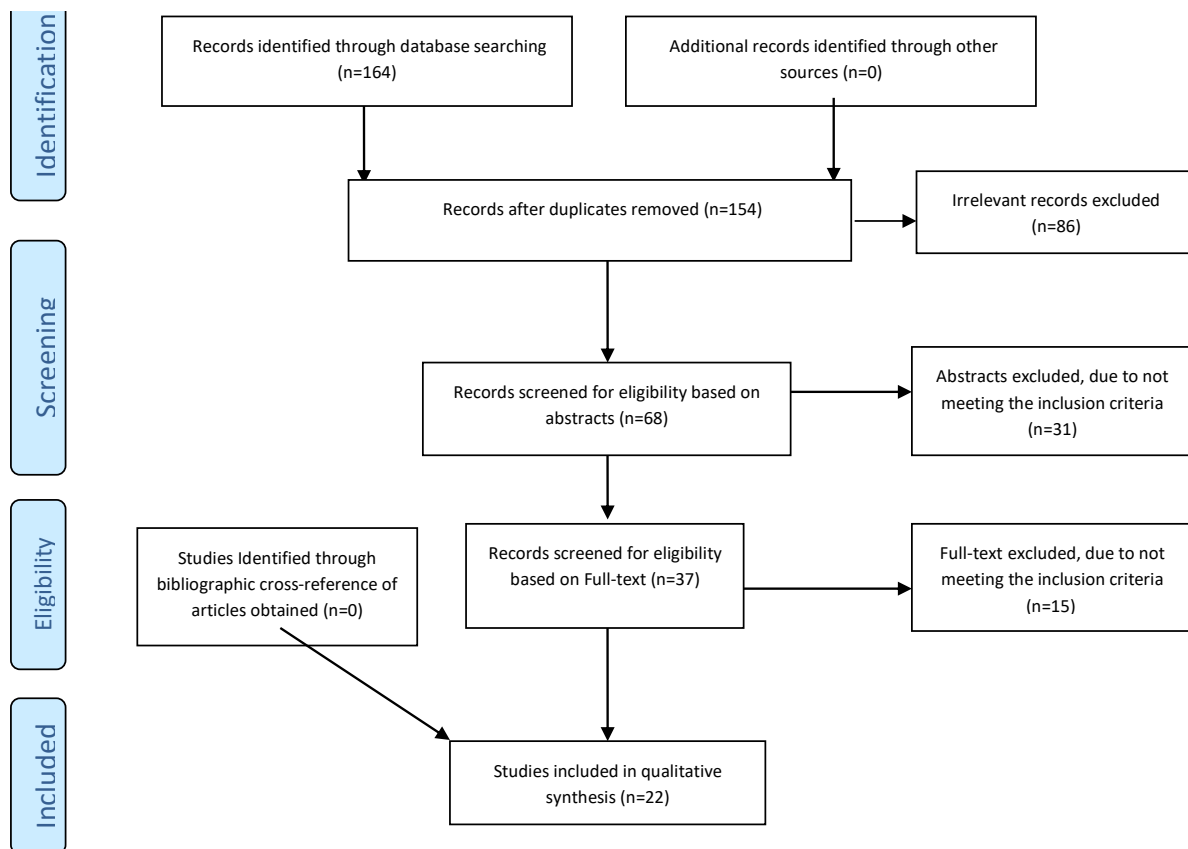 Identification
Records identified through database searching
(n=164)
Additional records identified through other
sources (n=0)
Records after duplicates removed (n=154)
Irrelevant records excluded
(n=86)
Screening
Records screened for eligibility based on
abstracts (n=68)
Abstracts excluded, due to not
meeting the inclusion criteria
(n=31)
Eligibility
Studies Identified through
bibliographic cross-reference of
articles obtained (n=0)
Records screened for eligibility
based on Full-text (n=37)
Full-text excluded, due to not
meeting the inclusion criteria
(n=15)
Included
Studies included in qualitative
synthesis (n=22)